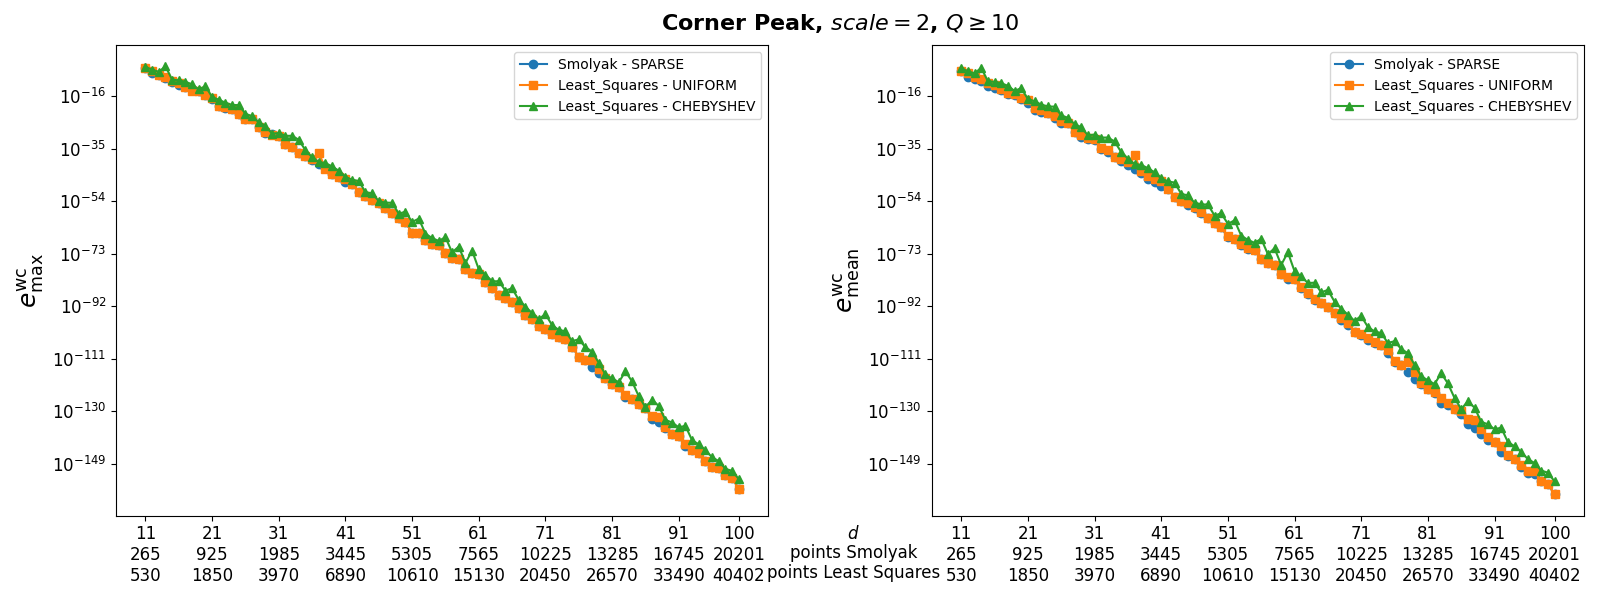 Corner Peak, scale = 2, Q ≥ 10
Smolyak - SPARSE
Least_Squares - UNIFORM
Least_Squares - CHEBYSHEV
e^wc_max
10^−16
10^−35
10^−54
10^−73
10^−92
10^−111
10^−130
10^−149
11 21 31 41 51 61 71 81 91 100
265 925 1985 3445 5305 7565 10225 13285 16745 20201
530 1850 3970 6890 10610 15130 20450 26570 33490 40402
d
points Smolyak
points Least Squares
Smolyak - SPARSE
Least_Squares - UNIFORM
Least_Squares - CHEBYSHEV
e^wc_mean
10^−16
10^−35
10^−54
10^−73
10^−92
10^−111
10^−130
10^−149
11 21 31 41 51 61 71 81 91 100
265 925 1985 3445 5305 7565 10225 13285 16745 20201
530 1850 3970 6890 10610 15130 20450 26570 33490 40402